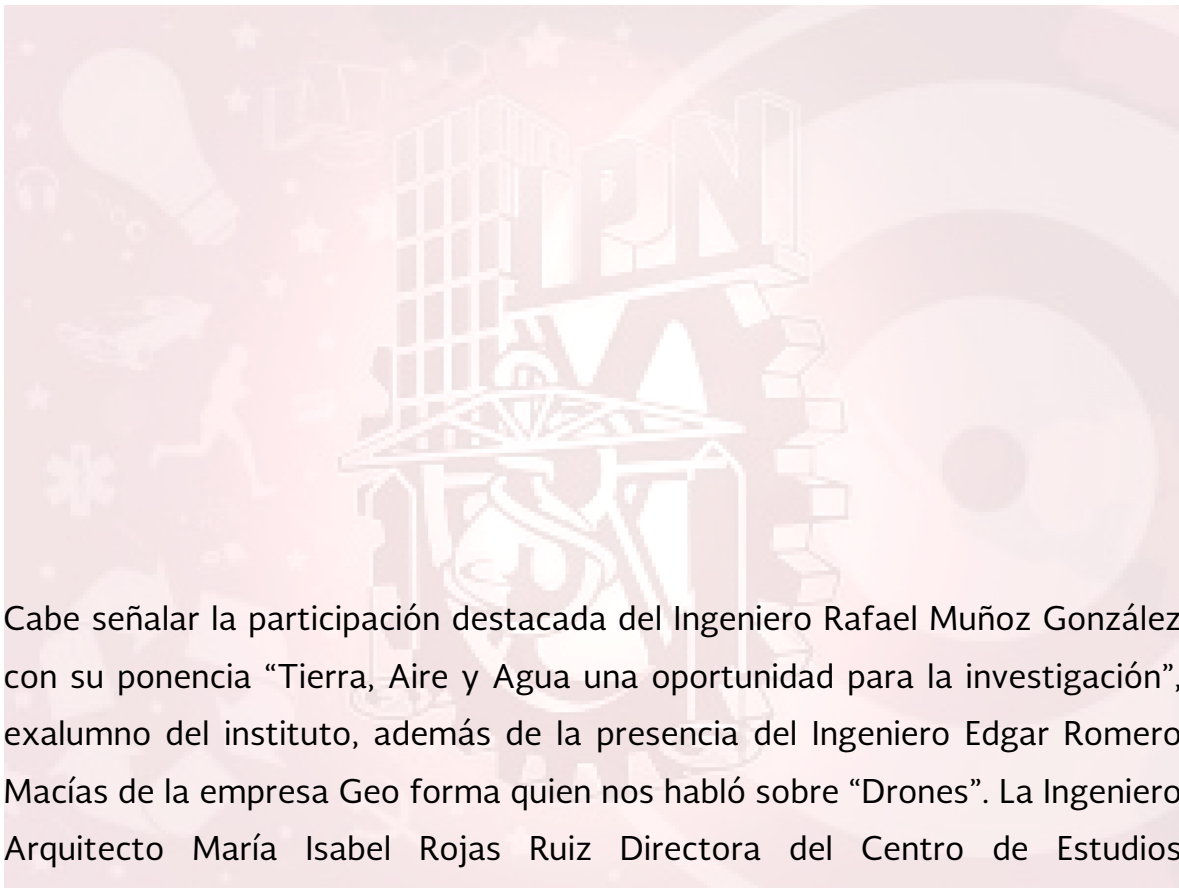 IPN
Cabe señalar la participación destacada del Ingeniero Rafael Muñoz González
con su ponencia “Tierra, Aire y Agua una oportunidad para la investigación”,
exalumno del instituto, además de la presencia del Ingeniero Edgar Romero
Macías de la empresa Geo forma quien nos habló sobre “Drones”. La Ingeniero
Arquitecto María Isabel Rojas Ruiz Directora del Centro de Estudios